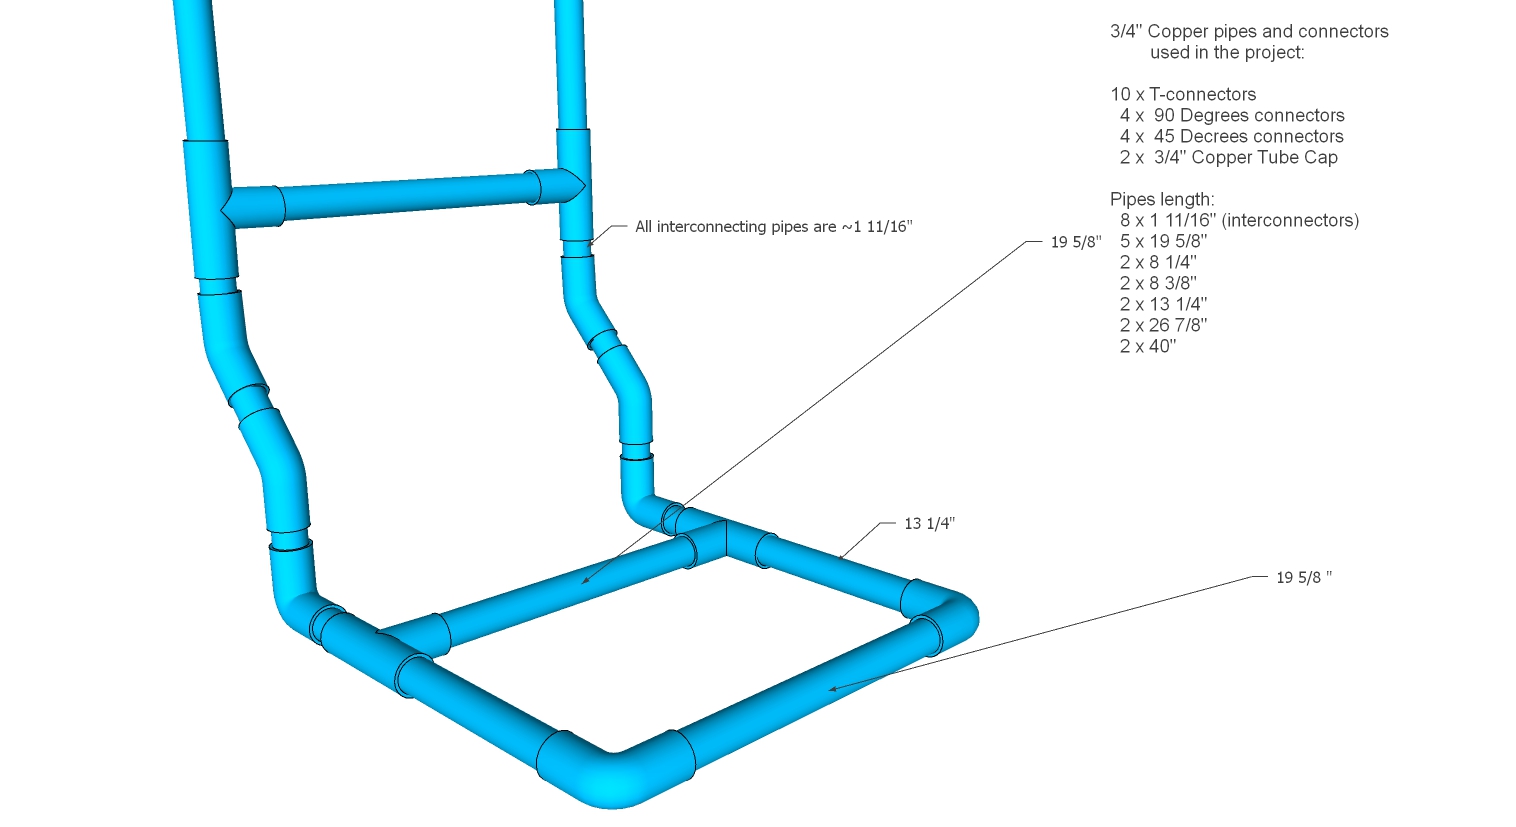 3/4" Copper pipes and connectors
used in the project:
10 x T-connectors
4 x 90 Degrees connectors
4 x 45 Decrees connectors
2 x 3/4" Copper Tube Cap
Pipes length:
8 x 1 11/16" (interconnectors)
5 x 19 5/8"
2 x 8 1/4"
2 x 8 3/8"
2 x 13 1/4"
2 x 26 7/8"
2 x 40"
All interconnecting pipes are ~1 11/16"
19 5/8"
13 1/4"
19 5/8 "